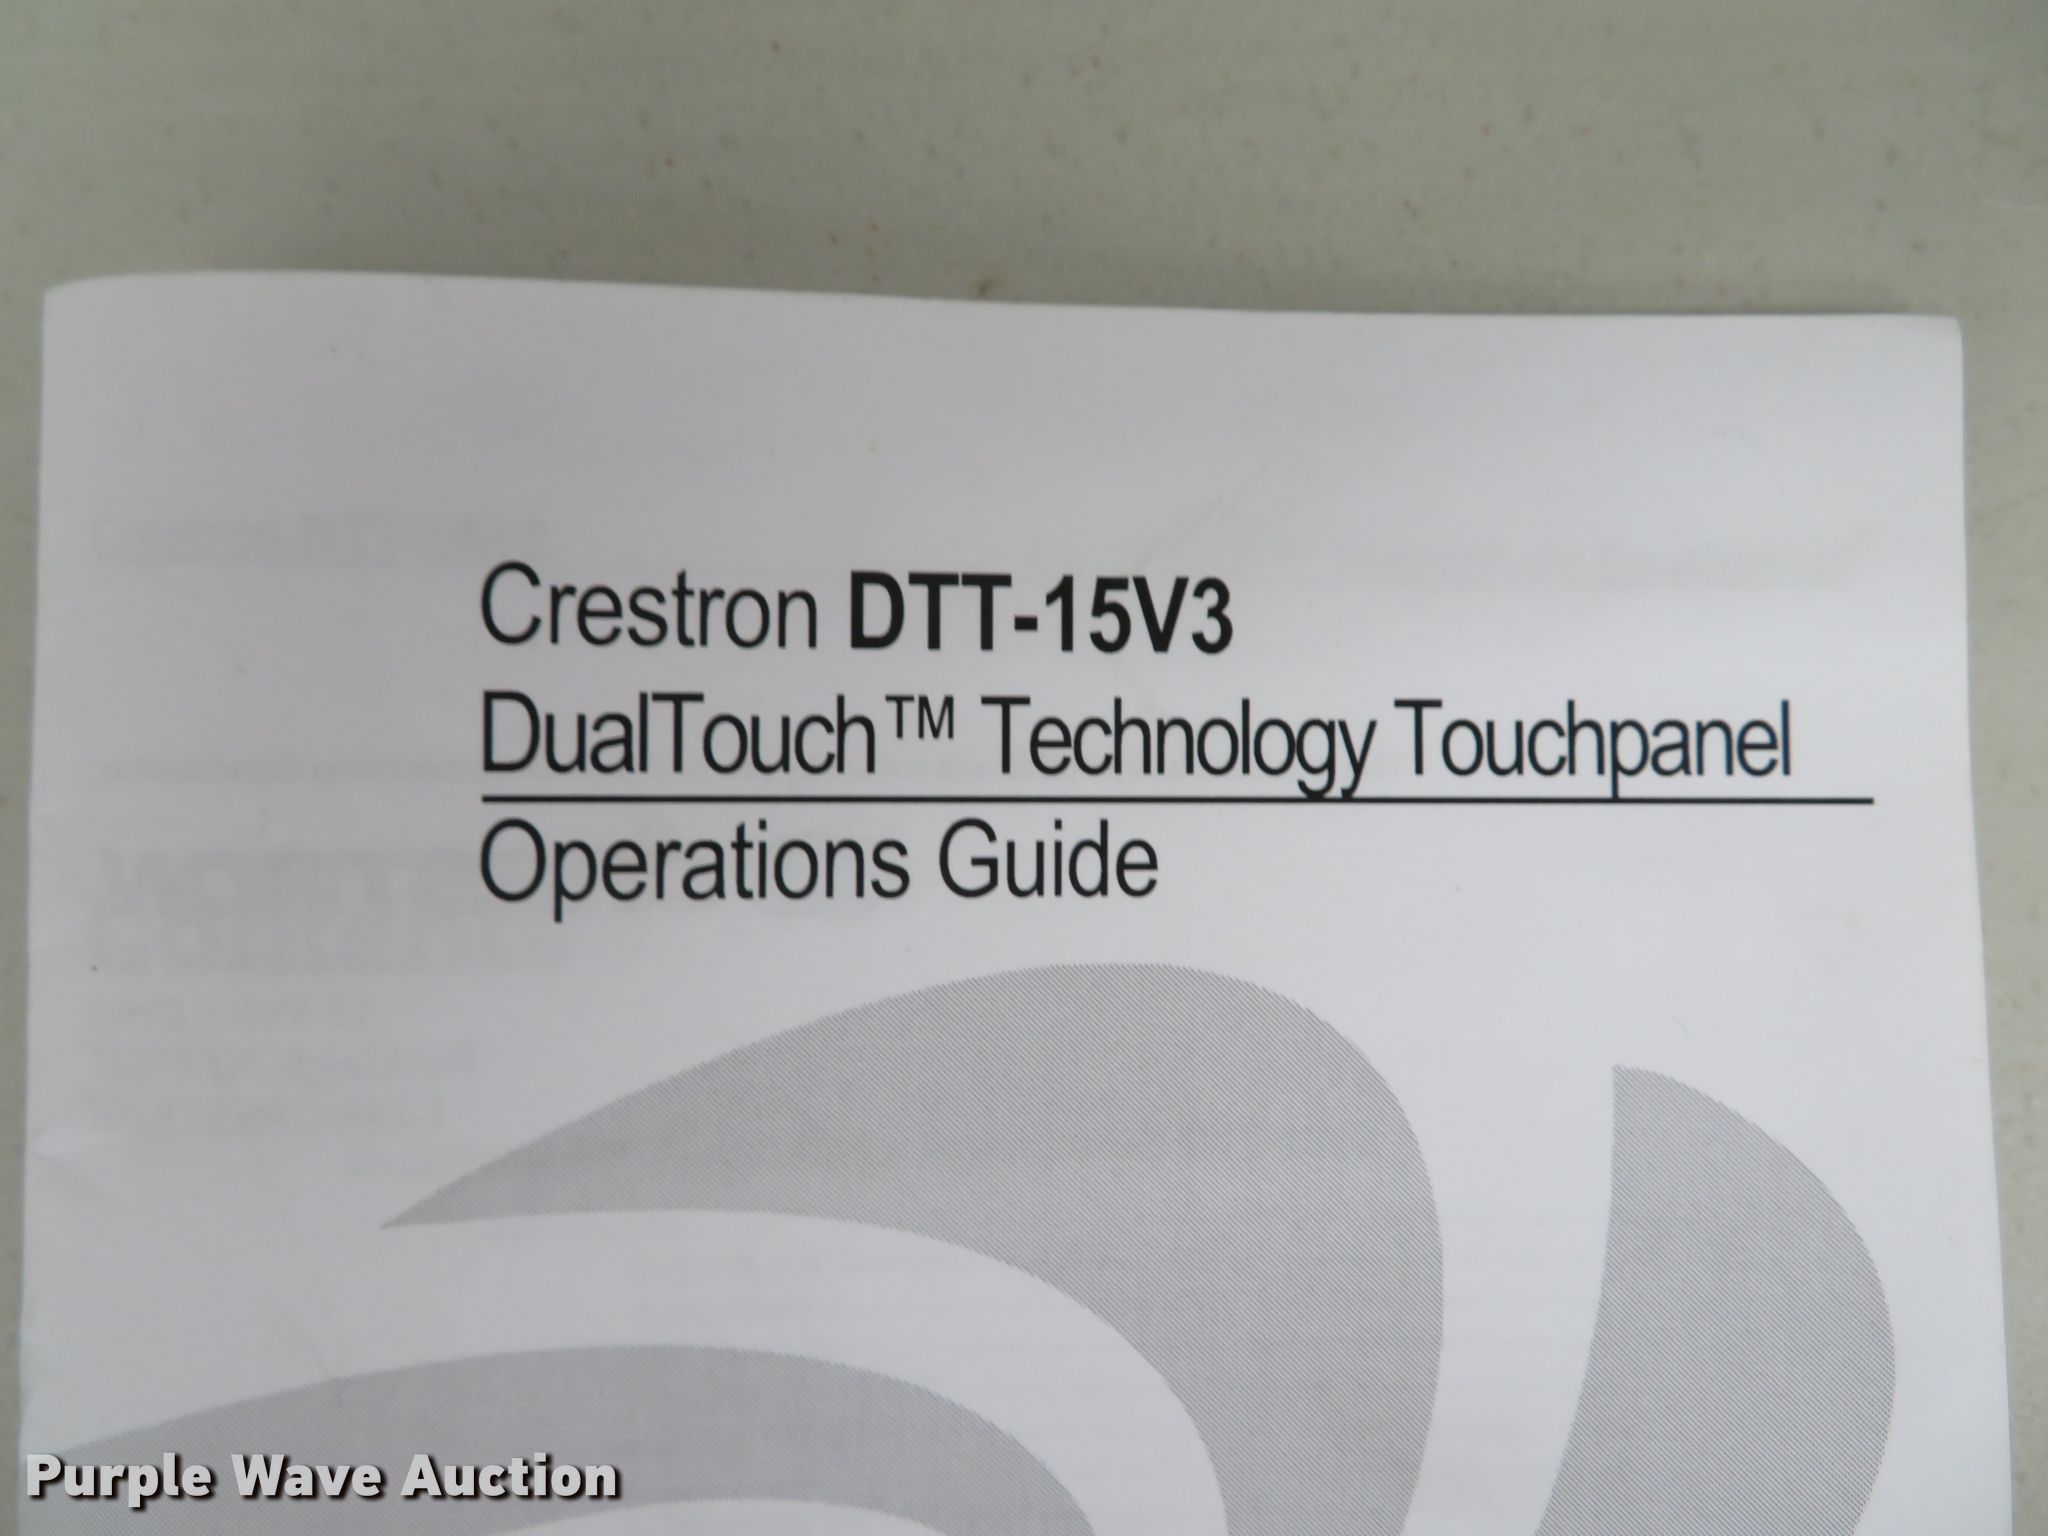 Crestron DTT-15V3
DualTouch™ Technology Touchpanel
Operations Guide
Purple Wave Auction